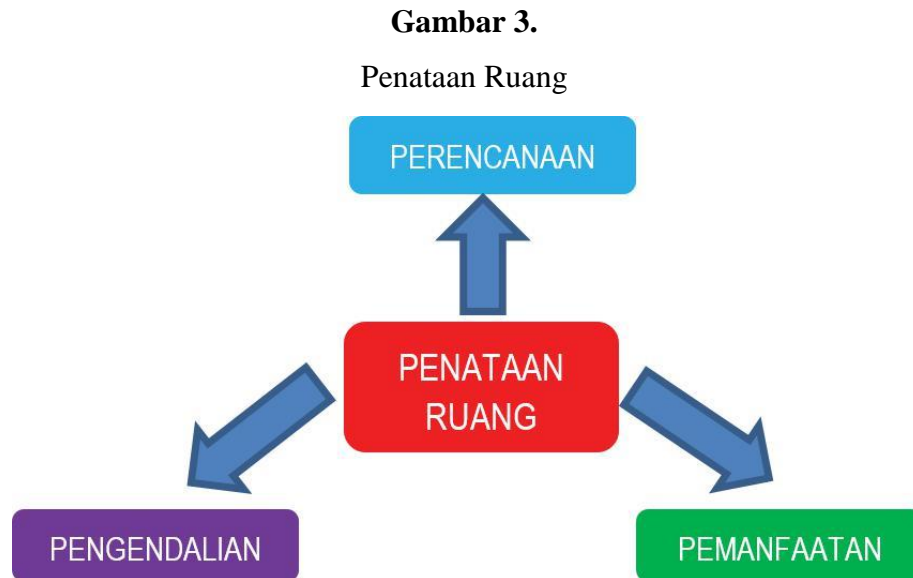 Gambar 3.
Penataan Ruang
PERENCANAAN
PENATAAN
RUANG
PENGENDALIAN
PEMANFAATAN